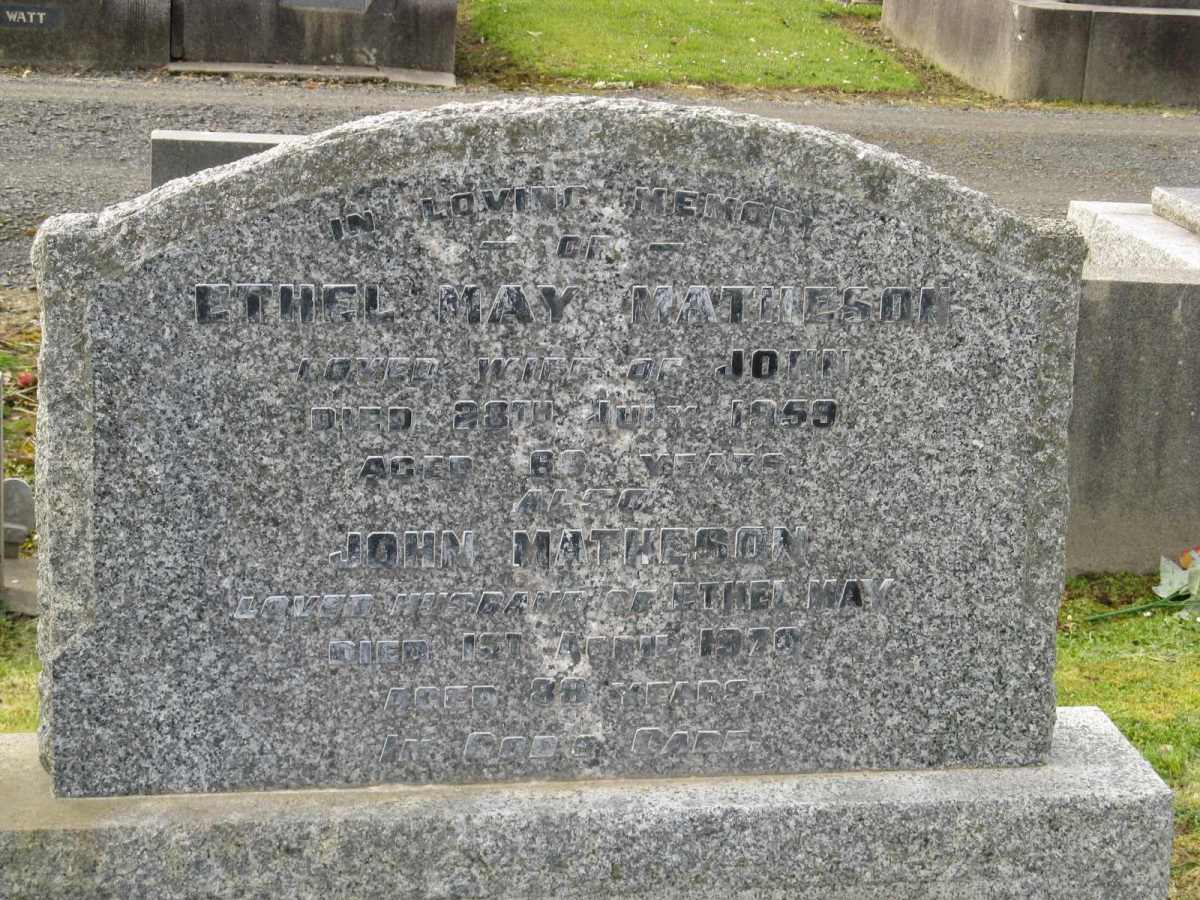 WATT
IN LOVING MEMORY
— OF —
ETHEL MAY MATHESON
LOVED WIFE OF JOHN
DIED 28TH JULY 1959
AGED YEARS.
ALSO
JOHN MATHESON
LOVED HUSBAND OF ETHEL MAY
DIED 1ST APRIL
AGED YEARS.
IN GOD'S CARE.